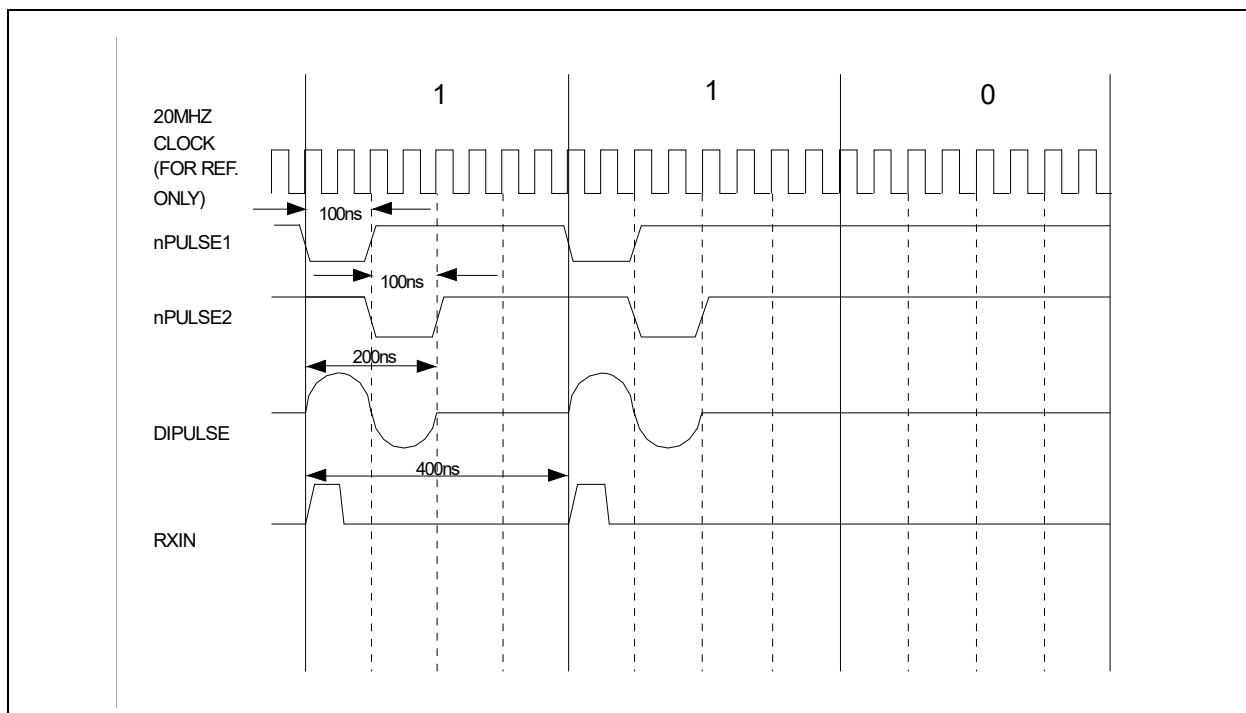 1 1 0
20MHZ
CLOCK
(FOR REF.
ONLY)
100ns
nPULSE1
100ns
nPULSE2
200ns
DIPULSE
400ns
RXIN